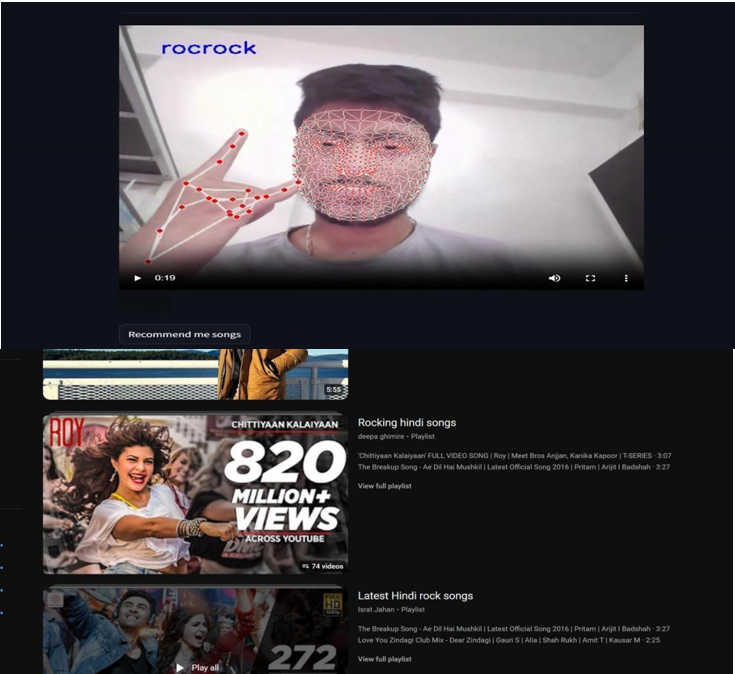 rocrock
0:19
Recommend me songs
5:55
ROY
CHITTIYAAN KALAIYAAN
820
MILLION+
VIEWS
ACROSS YOUTUBE
74 videos
Rocking hindi songs
deepa ghimire • Playlist
'Chittiyaan Kalaiyaan' FULL VIDEO SONG | Roy | Meet Bros Anjjan, Kanika Kapoor | T-SERIES · 3:07
The Breakup Song - Ae Dil Hai Mushkil | Latest Official Song 2016 | Pritam | Arijit I Badshah · 3:27
View full playlist
HD
272
Play all
Latest Hindi rock songs
Israt Jahan • Playlist
The Breakup Song - Ae Dil Hai Mushkil | Latest Official Song 2016 | Pritam | Arijit I Badshah · 3:27
Love You Zindagi Club Mix - Dear Zindagi | Gauri S | Alia | Shah Rukh | Amit T | Kausar M · 2:25
View full playlist